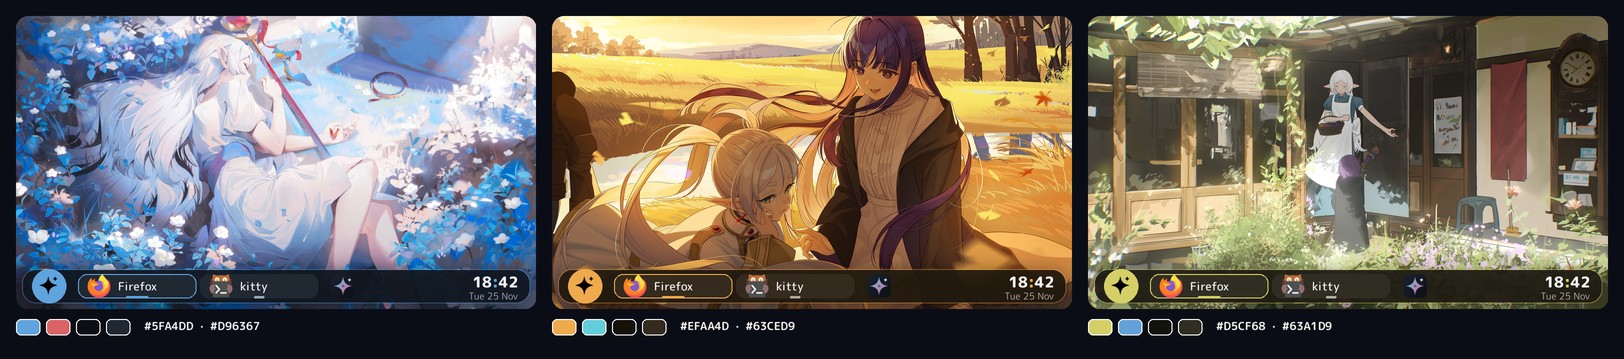 Firefox
kitty
18:42
Tue 25 Nov
#5FA4DD · #D96367
Firefox
kitty
18:42
Tue 25 Nov
#EFAA4D · #63CED9
Firefox
kitty
18:42
Tue 25 Nov
#D5CF68 · #63A1D9